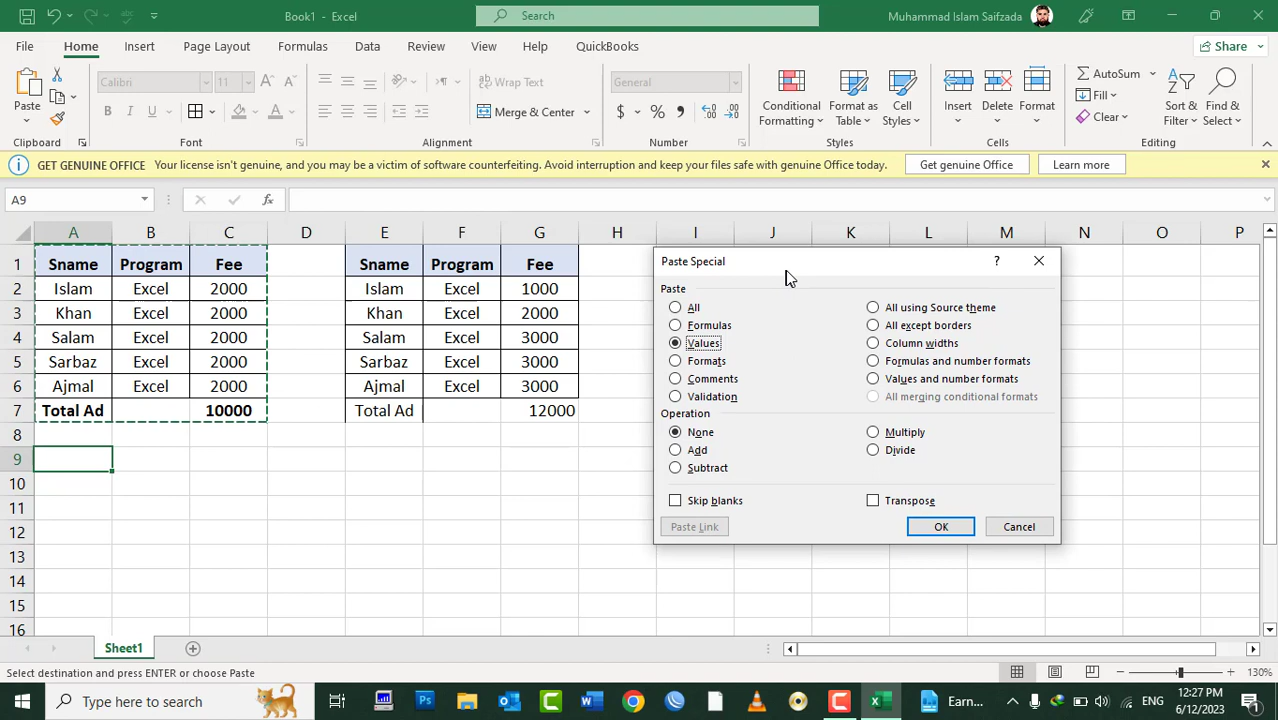 Book1 - Excel
Search
Muhammad Islam Saifzada
File Home Insert Page Layout Formulas Data Review View Help QuickBooks
Share
Paste
Calibri 11
B I U
Wrap Text
Merge & Center
General
$ % ,
Conditional Formatting
Format as Table
Cell Styles
Insert
Delete
Format
AutoSum
Fill
Clear
Sort & Filter
Find & Select
Clipboard Font Alignment Number Styles Cells Editing
GET GENUINE OFFICE Your license isn't genuine, and you may be a victim of software counterfeiting. Avoid interruption and keep your files safe with genuine Office today. Get genuine Office Learn more
A9 fx
A B C D E F G H I J K L M N O P
1 Sname Program Fee Sname Program Fee
2 Islam Excel 2000 Islam Excel 1000
3 Khan Excel 2000 Khan Excel 2000
4 Salam Excel 2000 Salam Excel 3000
5 Sarbaz Excel 2000 Sarbaz Excel 3000
6 Ajmal Excel 2000 Ajmal Excel 3000
7 Total Ad 10000 Total Ad 12000
8
9
10
11
12
13
14
15
16
Paste Special ?
Paste
All All using Source theme
Formulas All except borders
Values Column widths
Formats Formulas and number formats
Comments Values and number formats
Validation All merging conditional formats
Operation
None Multiply
Add Divide
Subtract
Skip blanks Transpose
Paste Link OK Cancel
Sheet1
Select destination and press ENTER or choose Paste
130%
Type here to search
Earn...
ENG
12:27 PM
6/12/2023